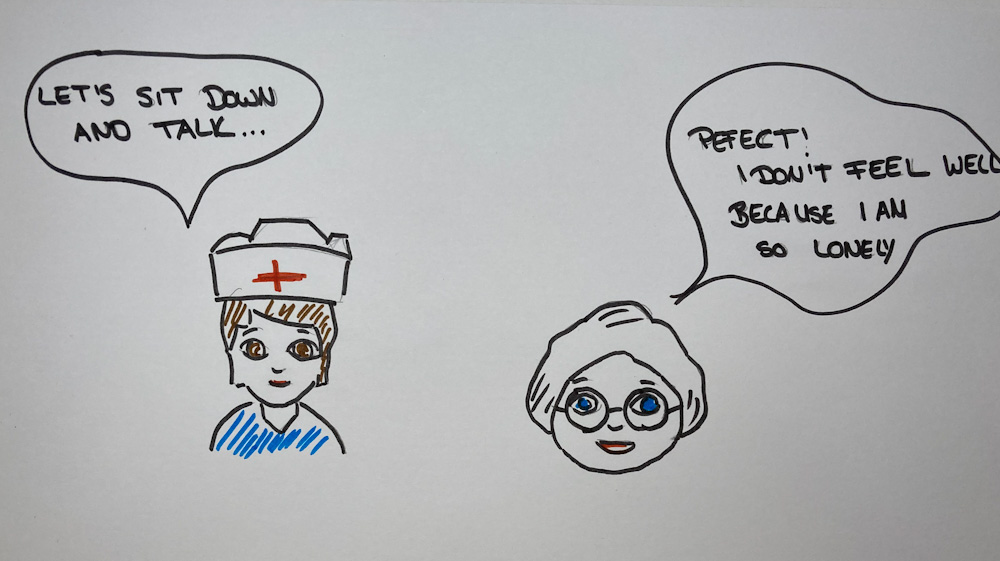 LET'S SIT DOWN
AND TALK...
PEFECT!
I DON'T FEEL WELL
BECAUSE I AM
SO LONELY